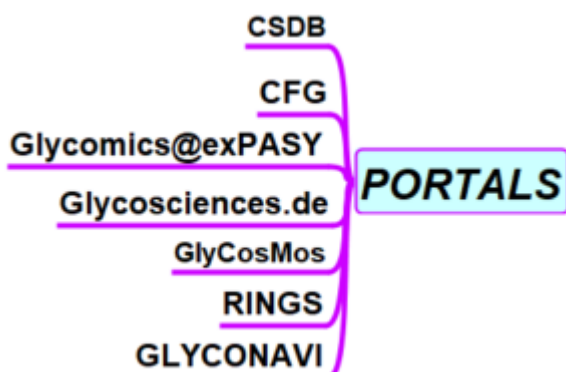 CSDB
CFG
Glycomics@exPASY
PORTALS
Glycosciences.de
GlyCosMos
RINGS
GLYCONAVI